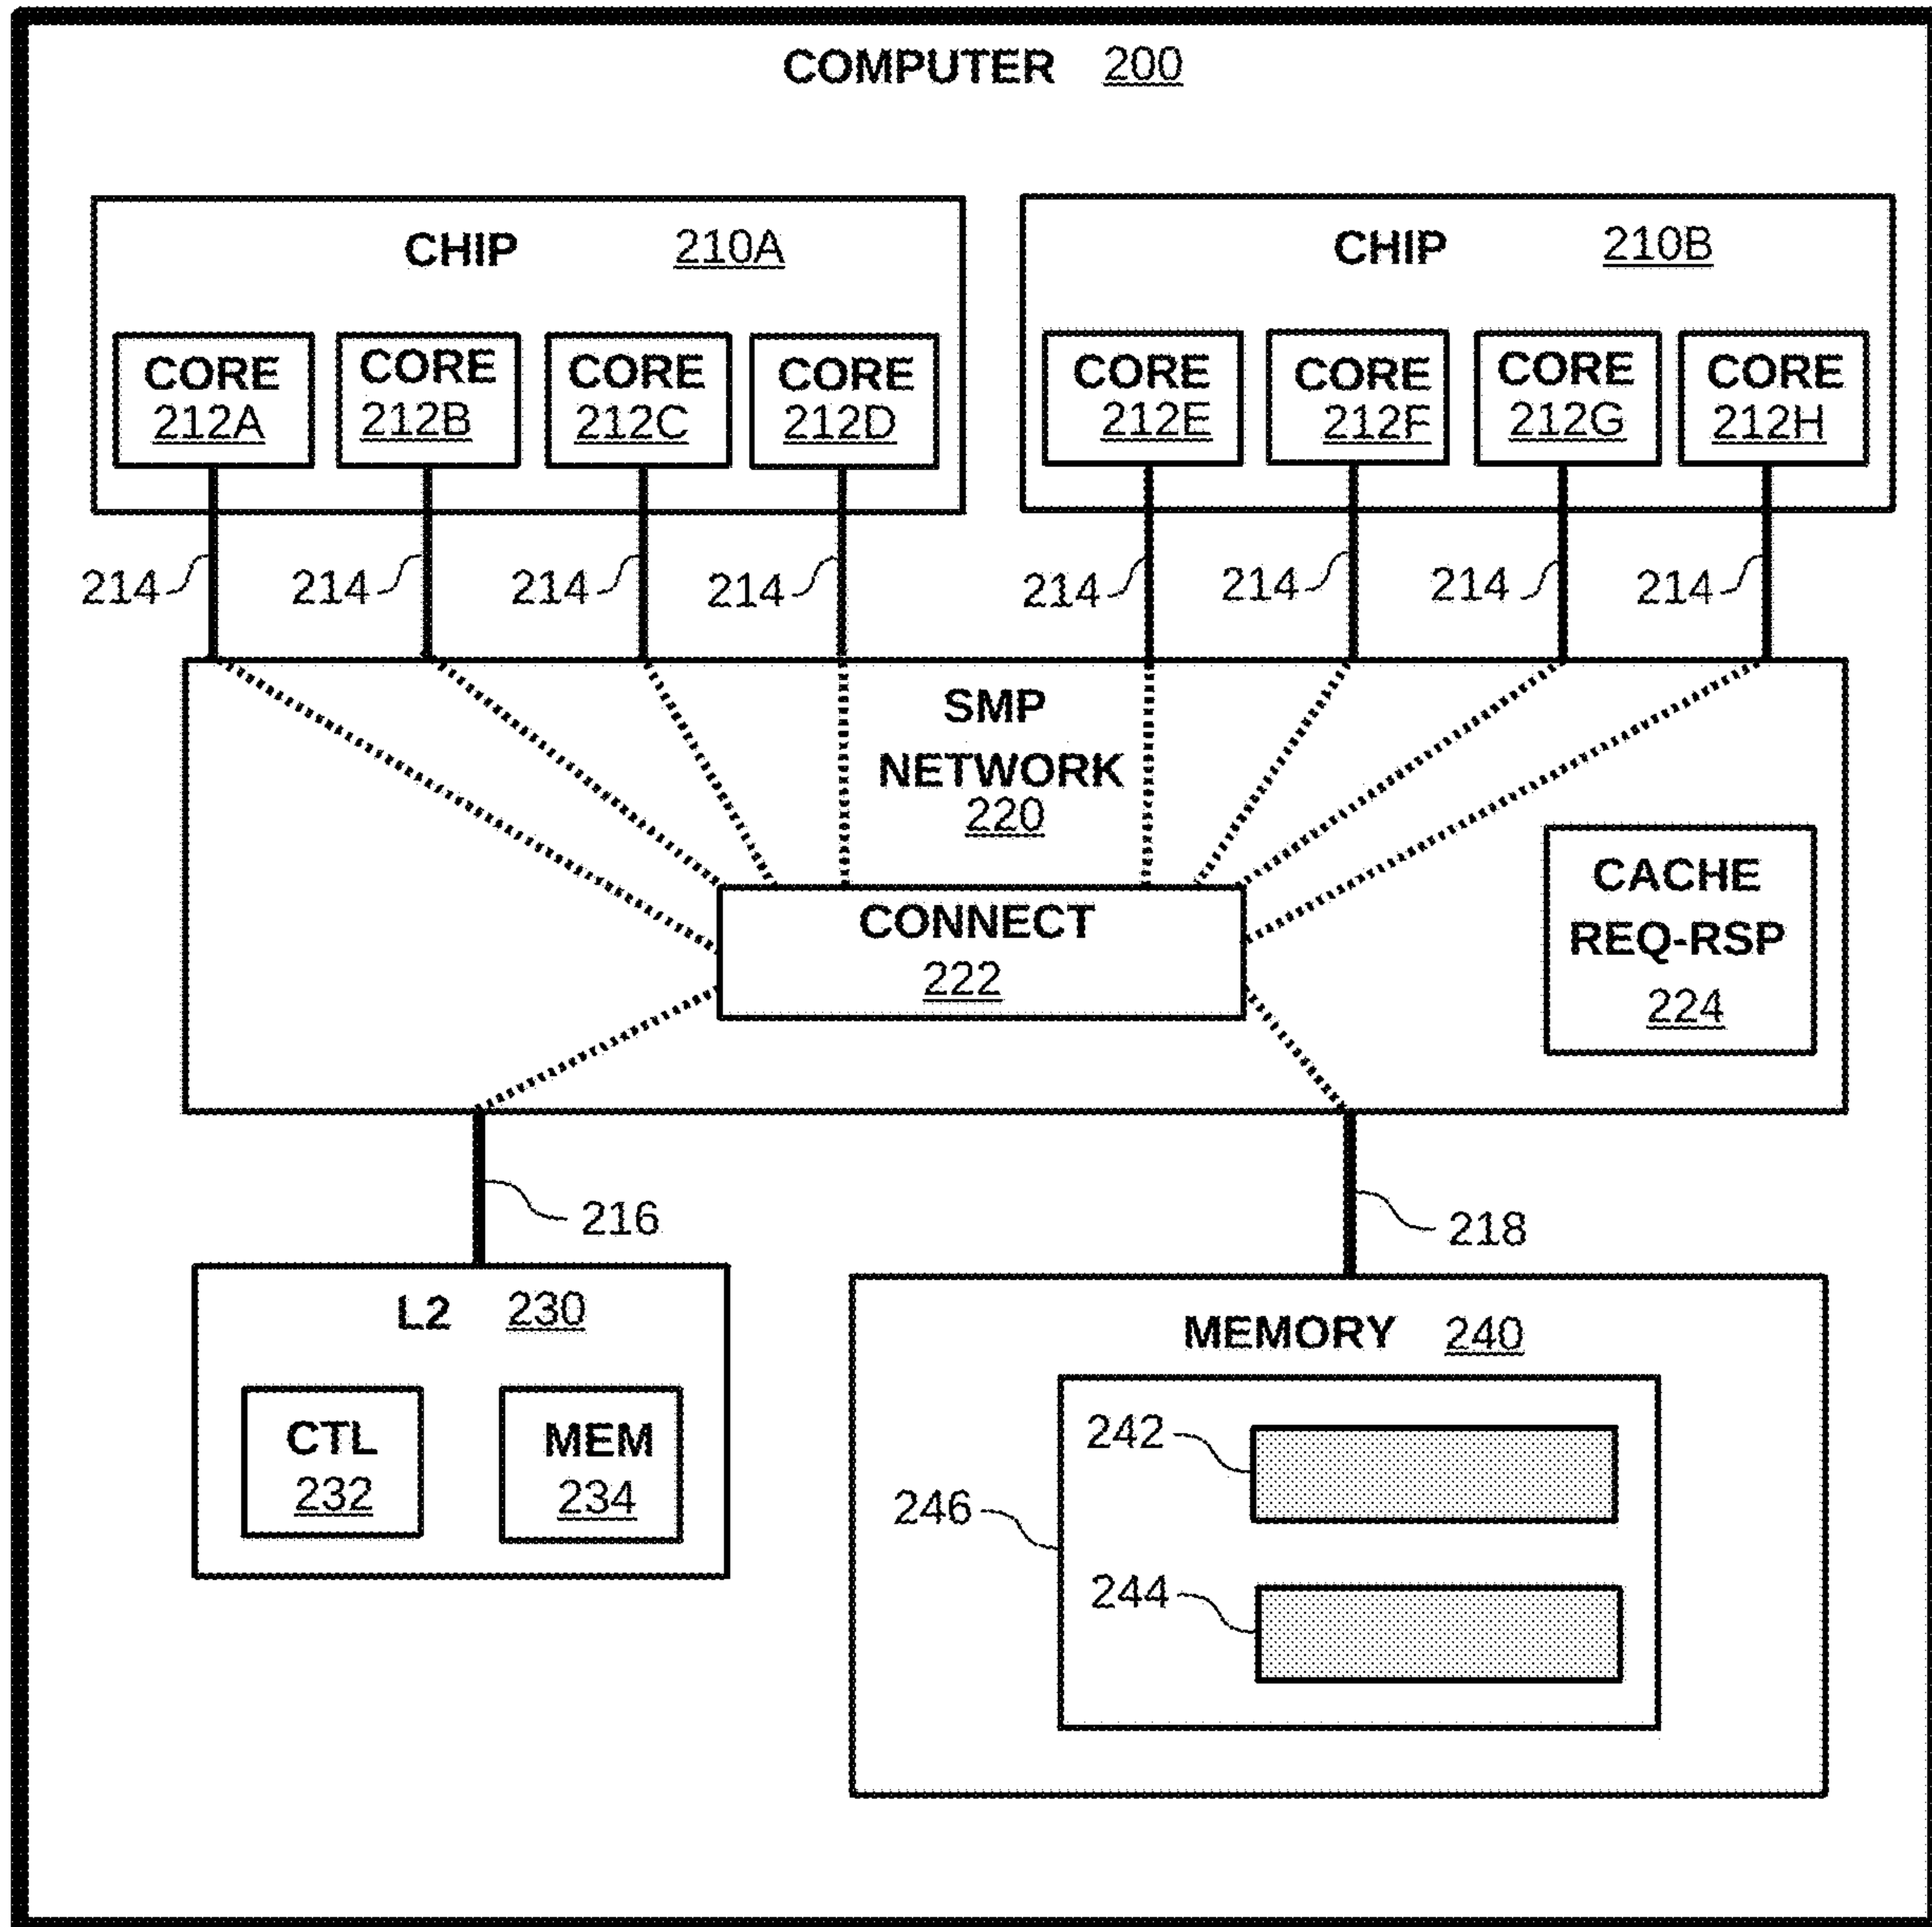 COMPUTER 200
CHIP 210A
CHIP 210B
CORE
212A
CORE
212B
CORE
212C
CORE
212D
CORE
212E
CORE
212F
CORE
212G
CORE
212H
214 214 214 214 214 214 214 214
SMP
NETWORK
220
CONNECT
222
CACHE
REQ-RSP
224
216
218
L2 230
CTL
232
MEM
234
MEMORY 240
242
246
244